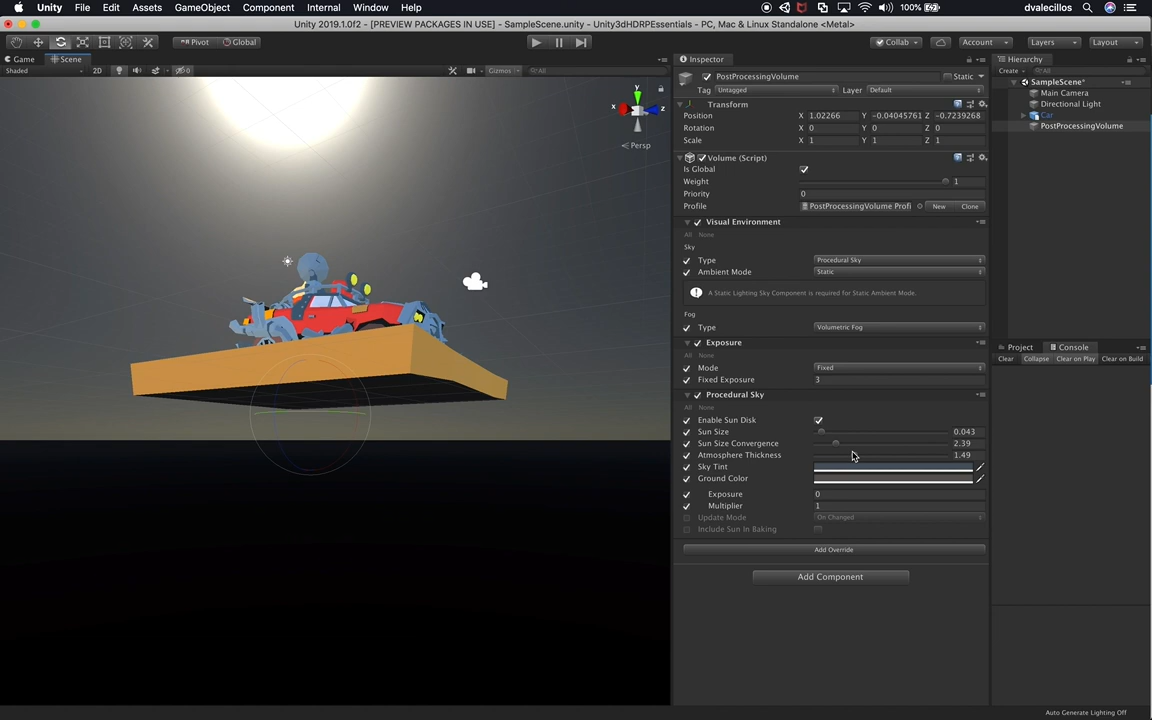 Unity File Edit Assets GameObject Component Internal Window Help 100% dvalecillos
Unity 2019.1.0f2 - [PREVIEW PACKAGES IN USE] - SampleScene.unity - Unity3dHDRPEssentials - PC, Mac & Linux Standalone <Metal>
Pivot Global Collab Account Layers Layout
Game Scene
Shaded 2D 0 Gizmos All
y
x z
Persp
Inspector
PostProcessingVolume Static
Tag Untagged Layer Default
Transform
Position X 1.02266 Y -0.04045761 Z -0.7239268
Rotation X 0 Y 0 Z 0
Scale X 1 Y 1 Z 1
Volume (Script)
Is Global
Weight 1
Priority 0
Profile PostProcessingVolume Profi New Clone
Visual Environment
All None
Sky
Type Procedural Sky
Ambient Mode Static
A Static Lighting Sky Component is required for Static Ambient Mode.
Fog
Type Volumetric Fog
Exposure
All None
Mode Fixed
Fixed Exposure 3
Procedural Sky
All None
Enable Sun Disk
Sun Size 0.043
Sun Size Convergence 2.39
Atmosphere Thickness 1.49
Sky Tint
Ground Color
Exposure 0
Multiplier 1
Update Mode On Changed
Include Sun In Baking
Add Override
Add Component
Hierarchy
Create All
SampleScene*
Main Camera
Directional Light
Car
PostProcessingVolume
Project Console
Clear Collapse Clear on Play Clear on Build
Auto Generate Lighting Off